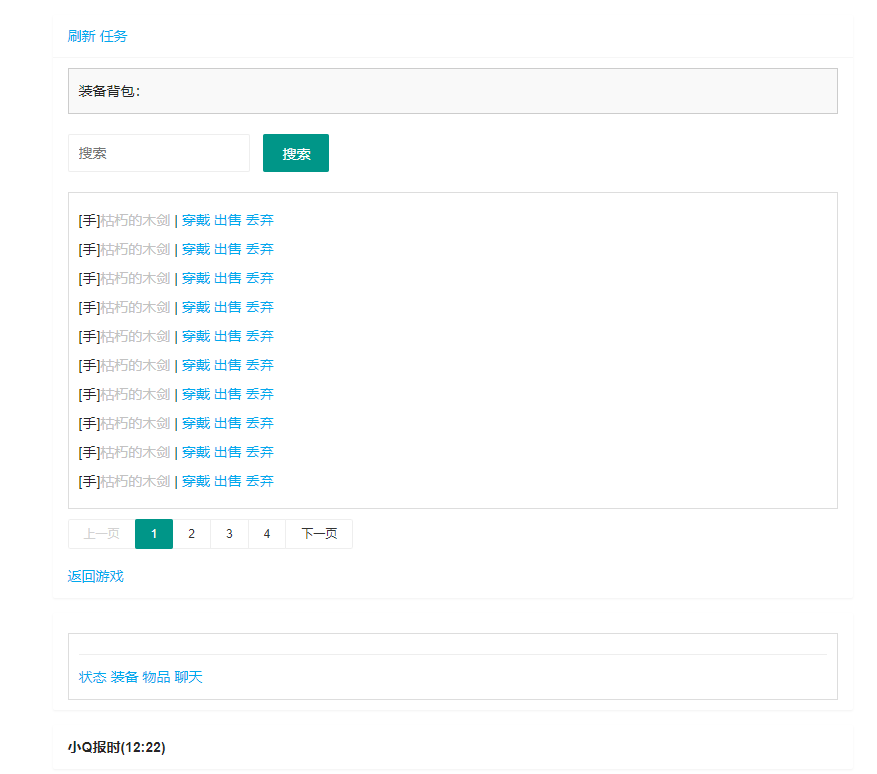 刷新 任务
装备背包:
搜索 搜索
[手]枯朽的木剑 | 穿戴 出售 丢弃
[手]枯朽的木剑 | 穿戴 出售 丢弃
[手]枯朽的木剑 | 穿戴 出售 丢弃
[手]枯朽的木剑 | 穿戴 出售 丢弃
[手]枯朽的木剑 | 穿戴 出售 丢弃
[手]枯朽的木剑 | 穿戴 出售 丢弃
[手]枯朽的木剑 | 穿戴 出售 丢弃
[手]枯朽的木剑 | 穿戴 出售 丢弃
[手]枯朽的木剑 | 穿戴 出售 丢弃
[手]枯朽的木剑 | 穿戴 出售 丢弃
上一页 1 2 3 4 下一页
返回游戏
状态 装备 物品 聊天
小Q报时(12:22)